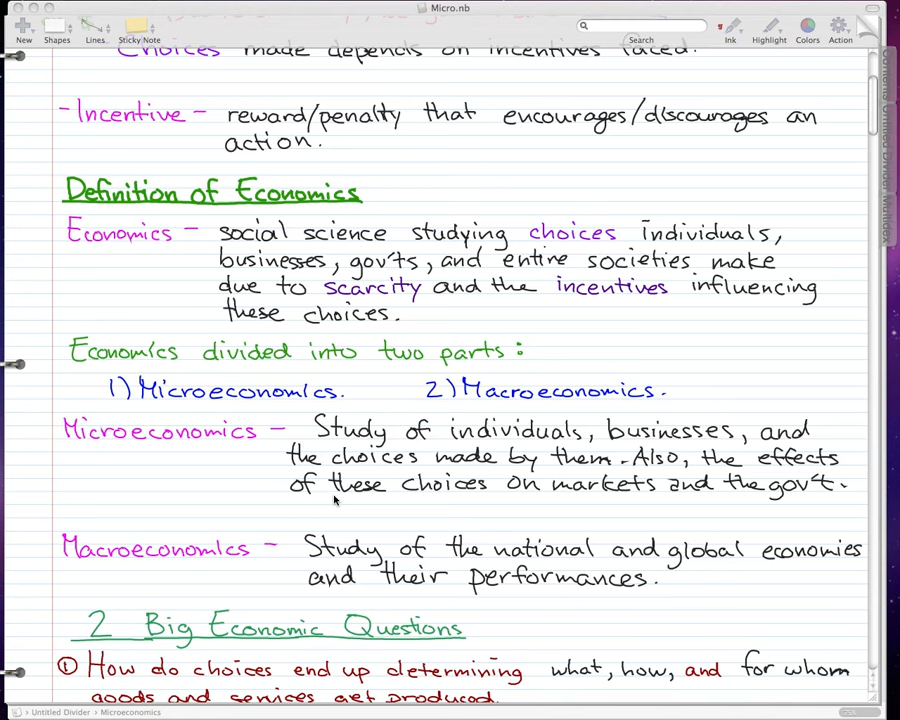 Micro.nb
New Shapes Lines Sticky Note Search Ink Highlight Colors Action
Choices made depends on incentives faced.
- Incentive - reward/penalty that encourages/discourages an
action.
Definition of Economics
Economics - social science studying choices individuals,
businesses, gov'ts, and entire societies make
due to scarcity and the incentives influencing
these choices.
Economics divided into two parts:
1) Microeconomics. 2) Macroeconomics.
Microeconomics - Study of individuals, businesses, and
the choices made by them. Also, the effects
of these choices on markets and the gov't.
Macroeconomics - Study of the national and global economies
and their performances.
2 Big Economic Questions
① How do choices end up determining what, how, and for whom
goods and services get produced.
Untitled Divider > Microeconomics